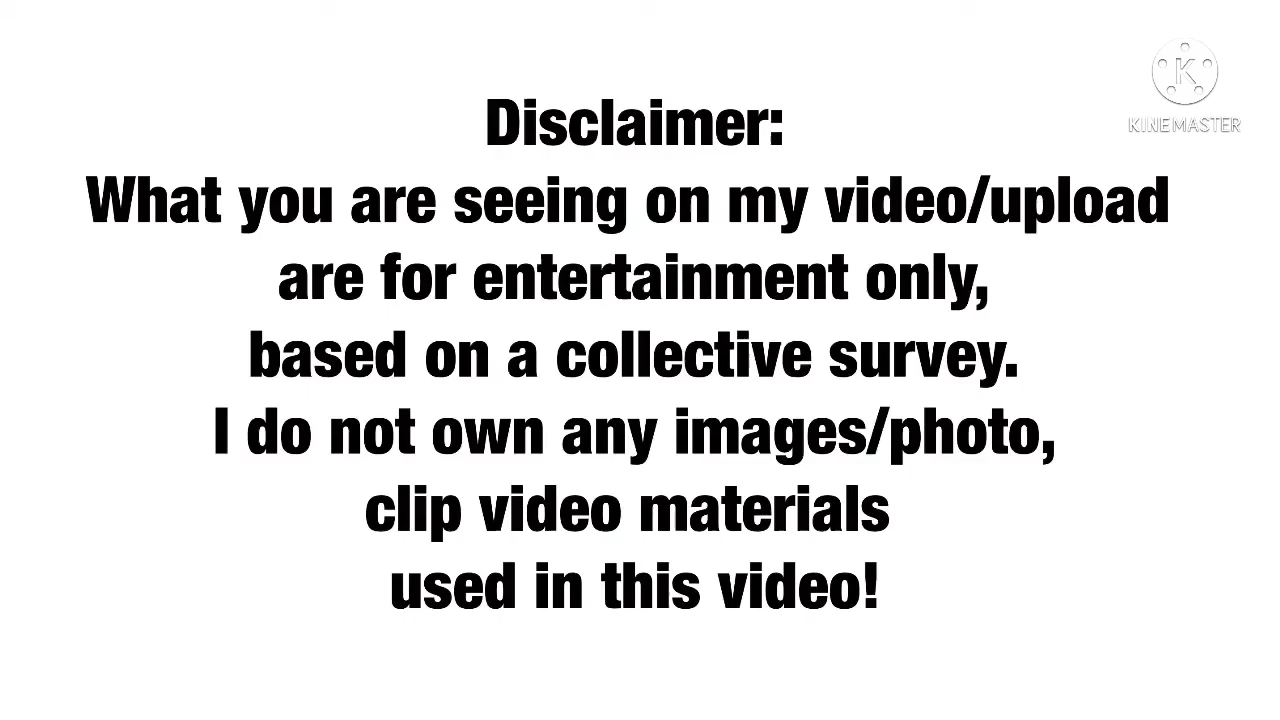 K
KINEMASTER
Disclaimer:
What you are seeing on my video/upload
are for entertainment only,
based on a collective survey.
I do not own any images/photo,
clip video materials
used in this video!